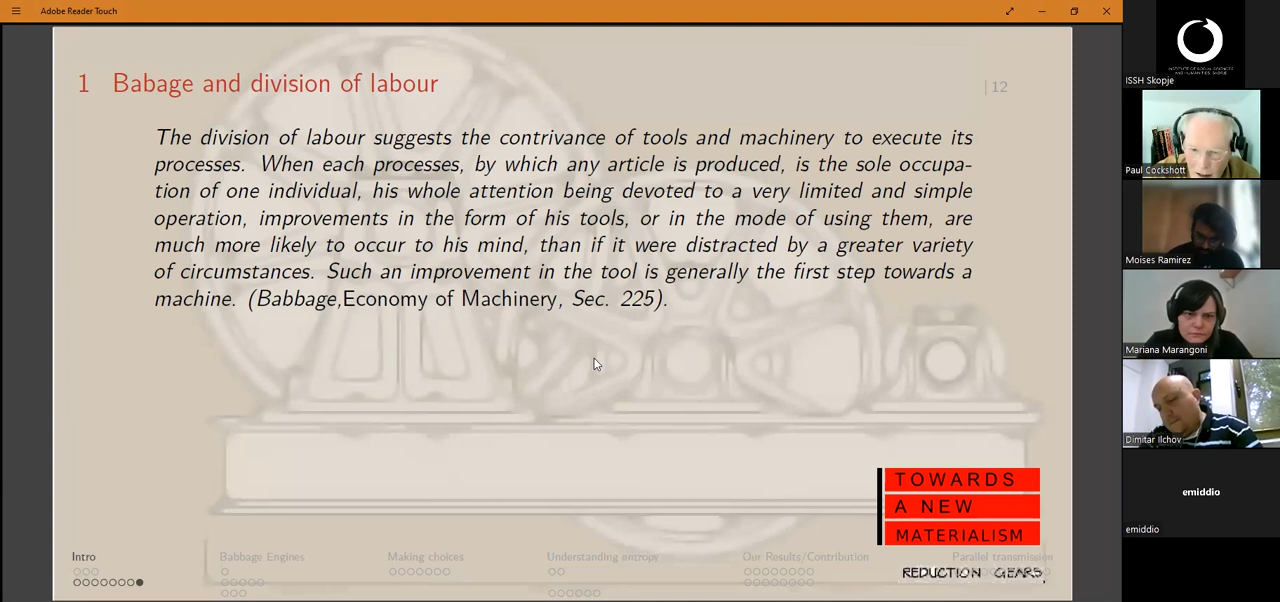 Adobe Reader Touch
1 Babage and division of labour
| 12
The division of labour suggests the contrivance of tools and machinery to execute its
processes. When each processes, by which any article is produced, is the sole occupa-
tion of one individual, his whole attention being devoted to a very limited and simple
operation, improvements in the form of his tools, or in the mode of using them, are
much more likely to occur to his mind, than if it were distracted by a greater variety
of circumstances. Such an improvement in the tool is generally the first step towards a
machine. (Babbage,Economy of Machinery, Sec. 225).
TOWARDS
A NEW
MATERIALISM
REDUCTION GEARS
Intro
Babbage Engines
Making choices
Understanding entropy
Our Results/Contribution
Parallel transmission
INSTITUTE OF SOCIAL SCIENCES
AND HUMANITIES, SKOPJE
ISSH Skopje
Paul Cockshott
Moises Ramirez
Mariana Marangoni
Dimitar Ilchov
emiddio
emiddio